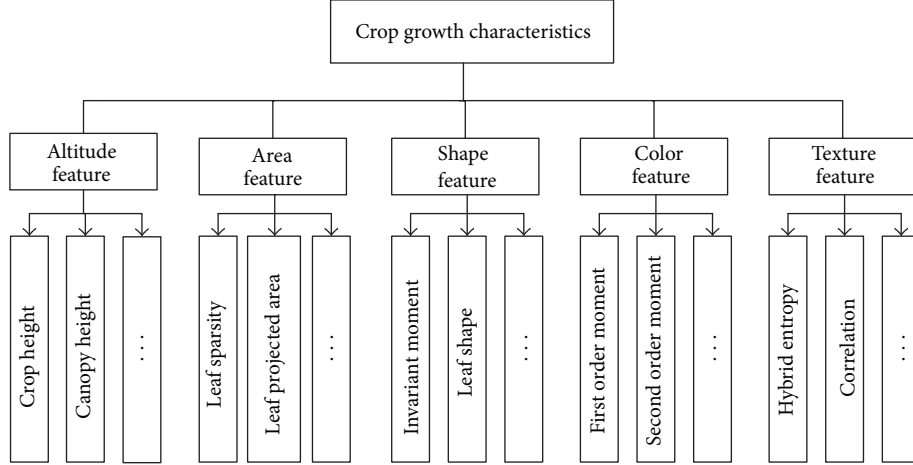 Crop growth characteristics
Altitude
feature
Area
feature
Shape
feature
Color
feature
Texture
feature
Crop height
Canopy height
...
Leaf sparsity
Leaf projected area
...
Invariant moment
Leaf shape
...
First order moment
Second order moment
...
Hybrid entropy
Correlation
...